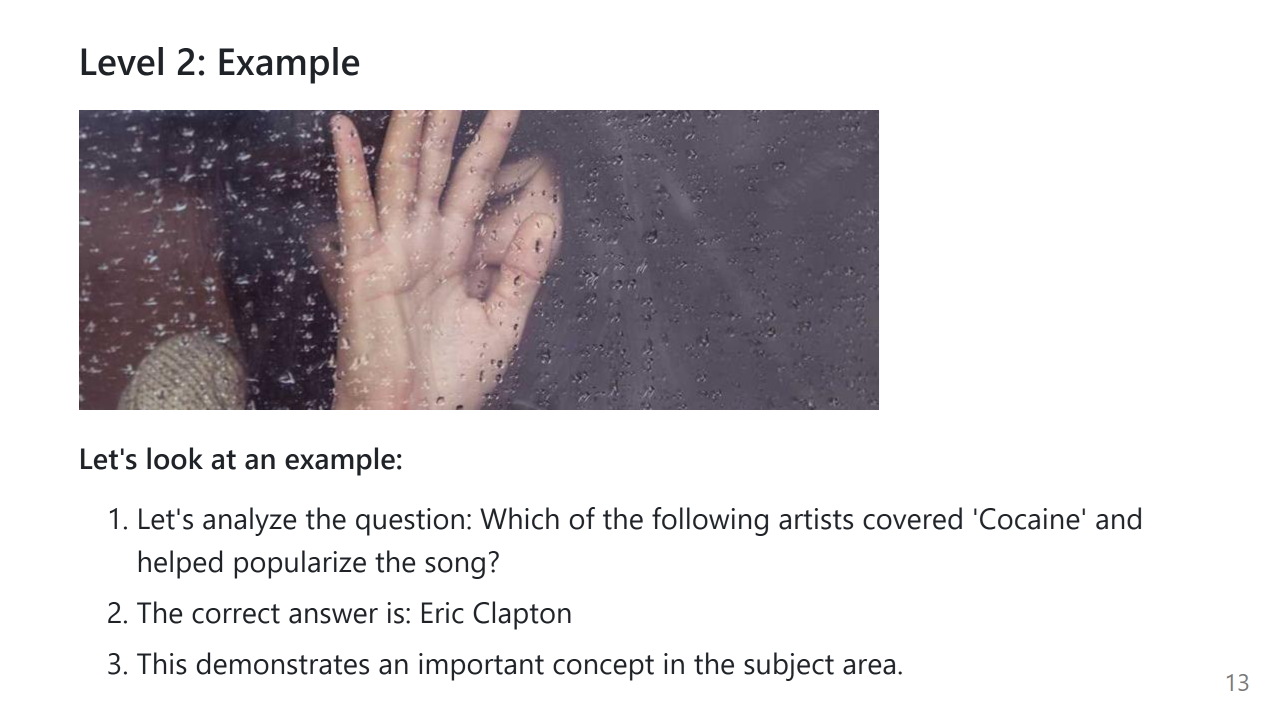 Level 2: Example
Let's look at an example:
1. Let's analyze the question: Which of the following artists covered 'Cocaine' and
helped popularize the song?
2. The correct answer is: Eric Clapton
3. This demonstrates an important concept in the subject area.
13